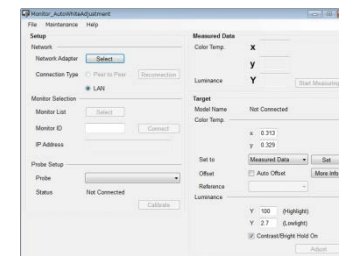 Monitor_AutoWhiteAdjustment
File Maintenance Help
Setup
Network
Network Adaptor Select
Connection Type Peer to Peer Reconnection
LAN
Monitor Selection
Monitor List Select
Monitor ID Connect
IP Address
Probe Setup
Probe
Status Not Connected
Calibrate
Measured Data
Color Temp. x
y
Luminance Y Start Measuring
Target
Model Name Not Connected
Color Temp.
x 0.313
y 0.329
Set to Measured Data Set
Offset Auto Offset More Info
Reference
Luminance
Y 100 (Highlight)
Y 2.7 (Lowlight)
Contrast/Bright Hold On
Adjust